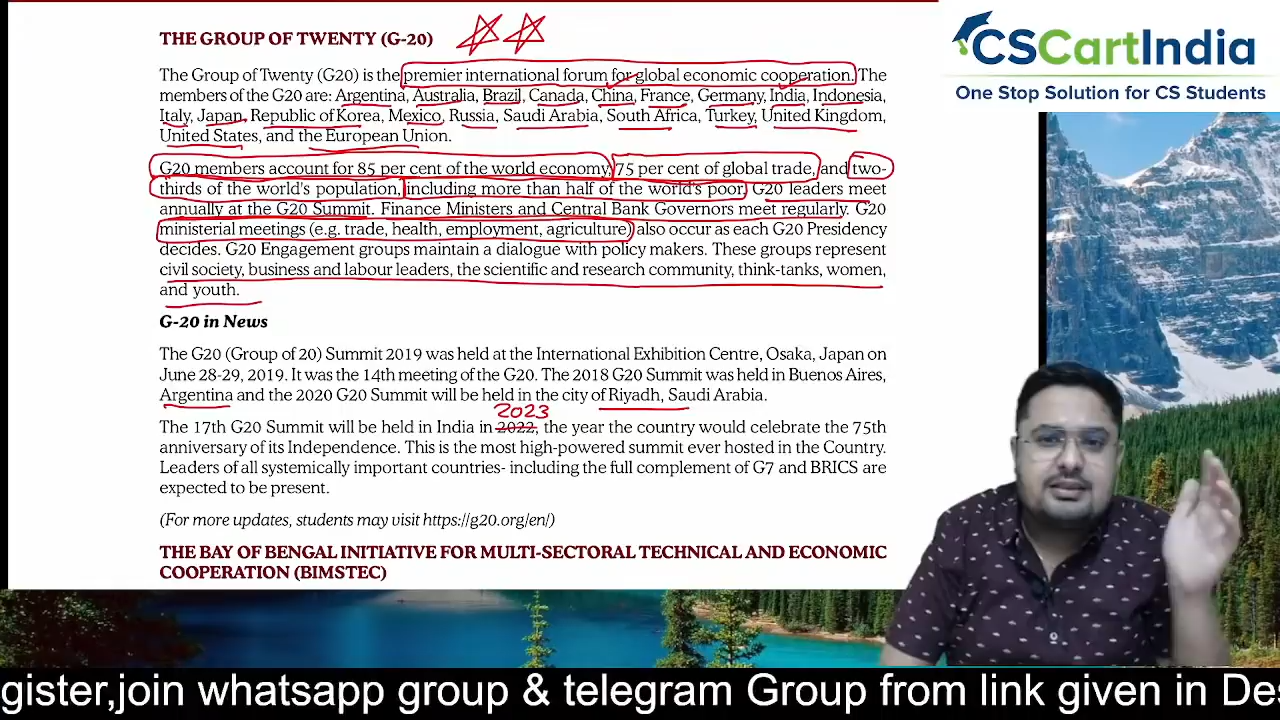 THE GROUP OF TWENTY (G-20)
The Group of Twenty (G20) is the premier international forum for global economic cooperation. The
members of the G20 are: Argentina, Australia, Brazil, Canada, China, France, Germany, India, Indonesia,
Italy, Japan, Republic of Korea, Mexico, Russia, Saudi Arabia, South Africa, Turkey, United Kingdom,
United States, and the European Union.
G20 members account for 85 per cent of the world economy, 75 per cent of global trade, and two-
thirds of the world's population, including more than half of the world's poor. G20 leaders meet
annually at the G20 Summit. Finance Ministers and Central Bank Governors meet regularly. G20
ministerial meetings (e.g. trade, health, employment, agriculture) also occur as each G20 Presidency
decides. G20 Engagement groups maintain a dialogue with policy makers. These groups represent
civil society, business and labour leaders, the scientific and research community, think-tanks, women,
and youth.
G-20 in News
The G20 (Group of 20) Summit 2019 was held at the International Exhibition Centre, Osaka, Japan on
June 28-29, 2019. It was the 14th meeting of the G20. The 2018 G20 Summit was held in Buenos Aires,
Argentina and the 2020 G20 Summit will be held in the city of Riyadh, Saudi Arabia.
2023
The 17th G20 Summit will be held in India in 2022, the year the country would celebrate the 75th
anniversary of its Independence. This is the most high-powered summit ever hosted in the Country.
Leaders of all systemically important countries- including the full complement of G7 and BRICS are
expected to be present.
(For more updates, students may visit https://g20.org/en/)
THE BAY OF BENGAL INITIATIVE FOR MULTI-SECTORAL TECHNICAL AND ECONOMIC
COOPERATION (BIMSTEC)
CSCartIndia
One Stop Solution for CS Students
gister,join whatsapp group & telegram Group from link given in Des